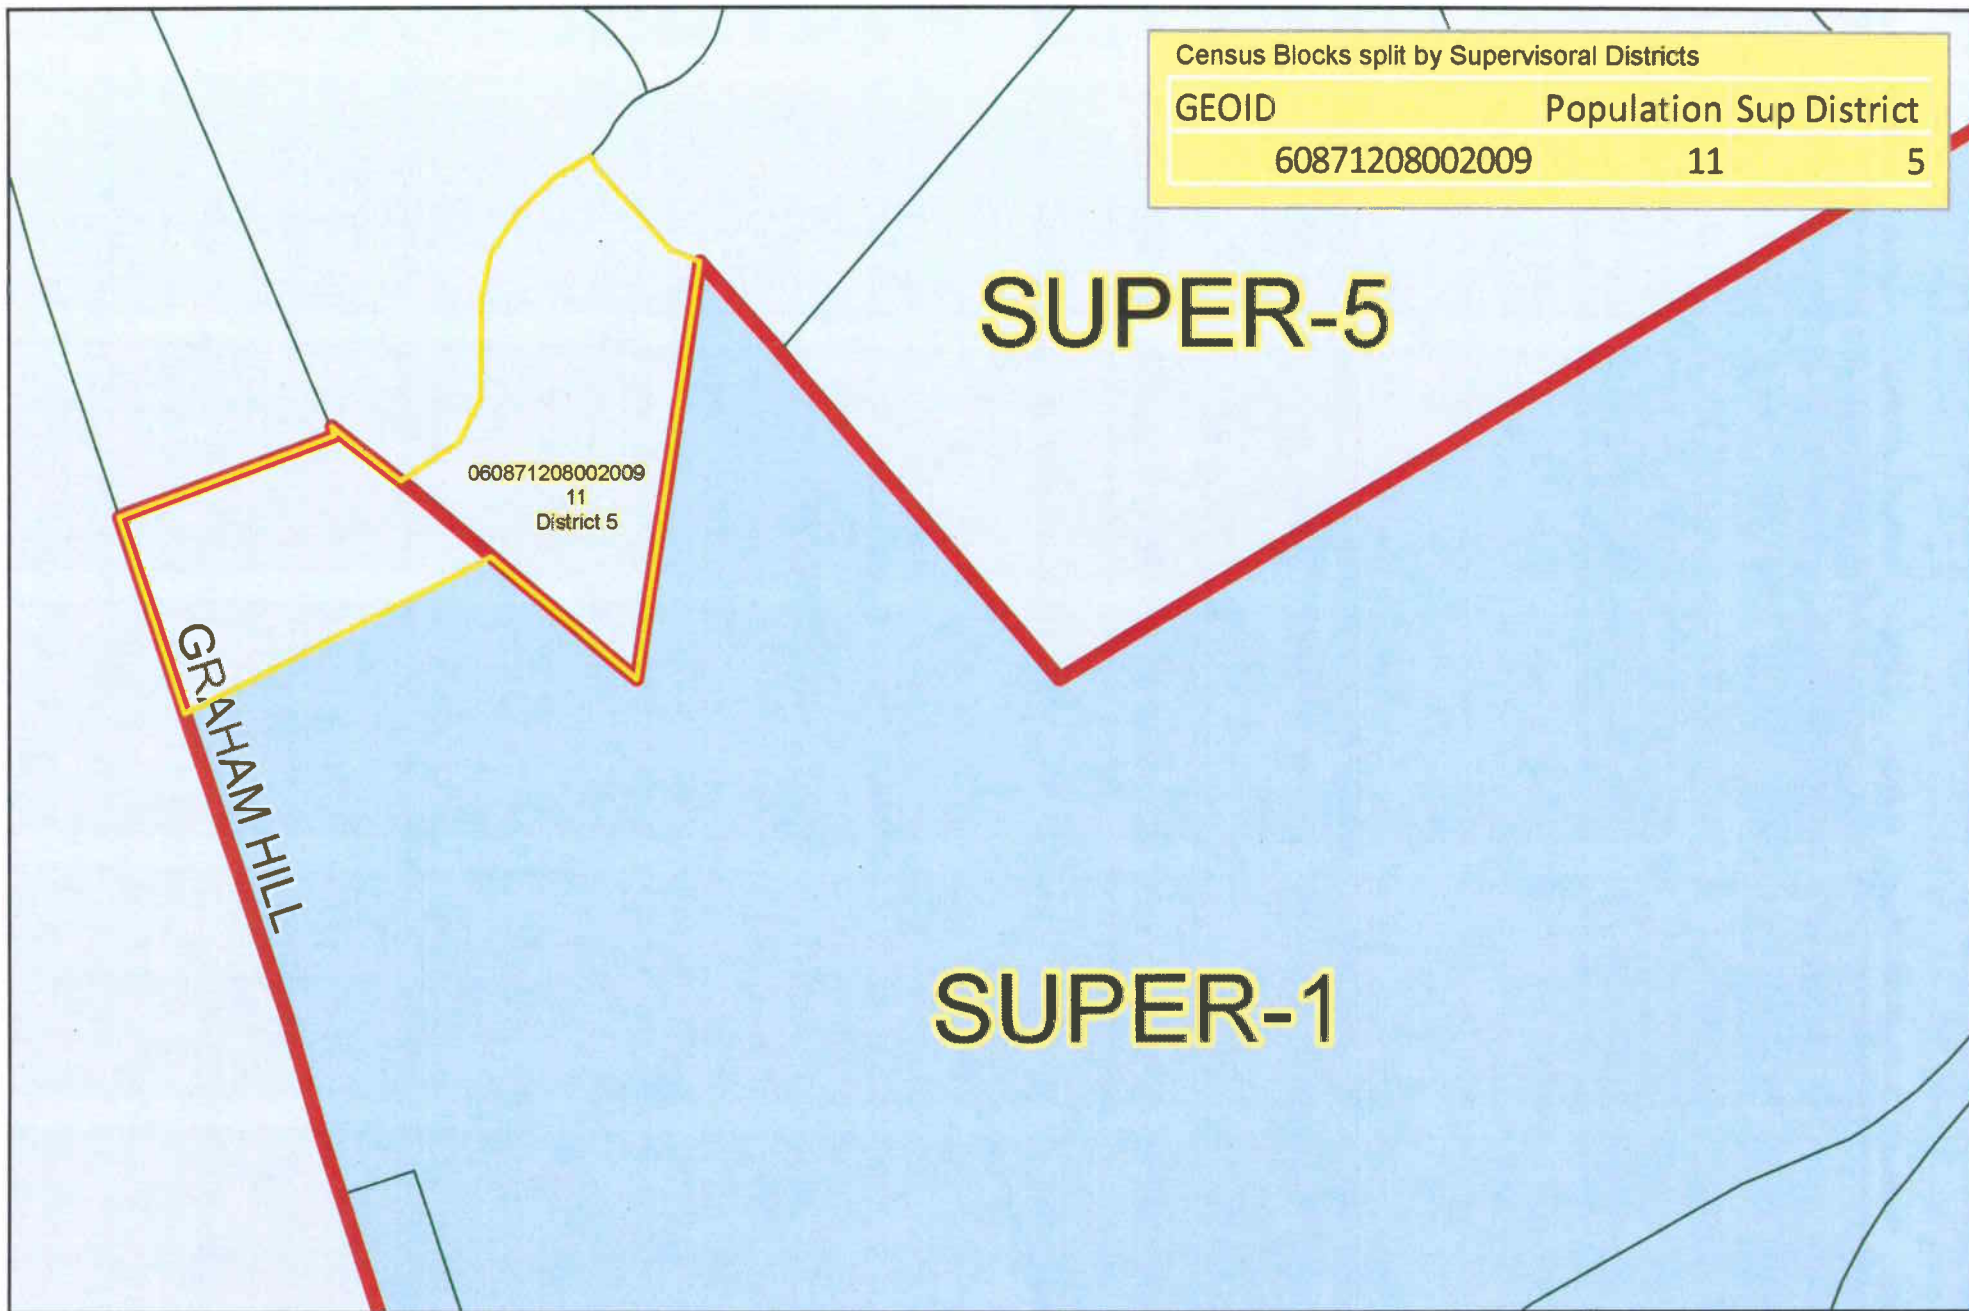 Census Blocks split by Supervisoral Districts
GEOID Population Sup District
60871208002009 11 5
SUPER-5
060871208002009
11
District 5
GRAHAM HILL
SUPER-1